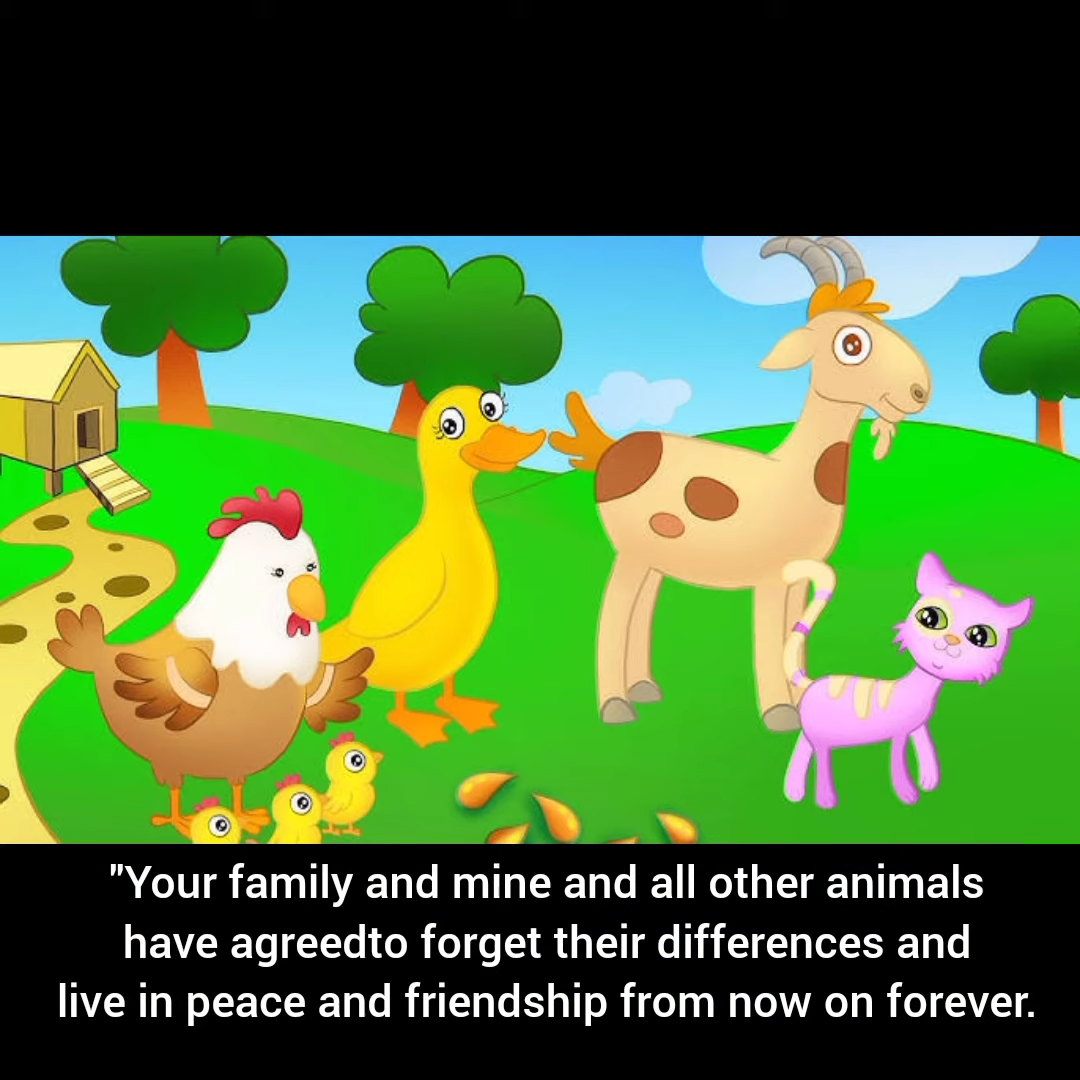 "Your family and mine and all other animals
have agreedto forget their differences and
live in peace and friendship from now on forever.